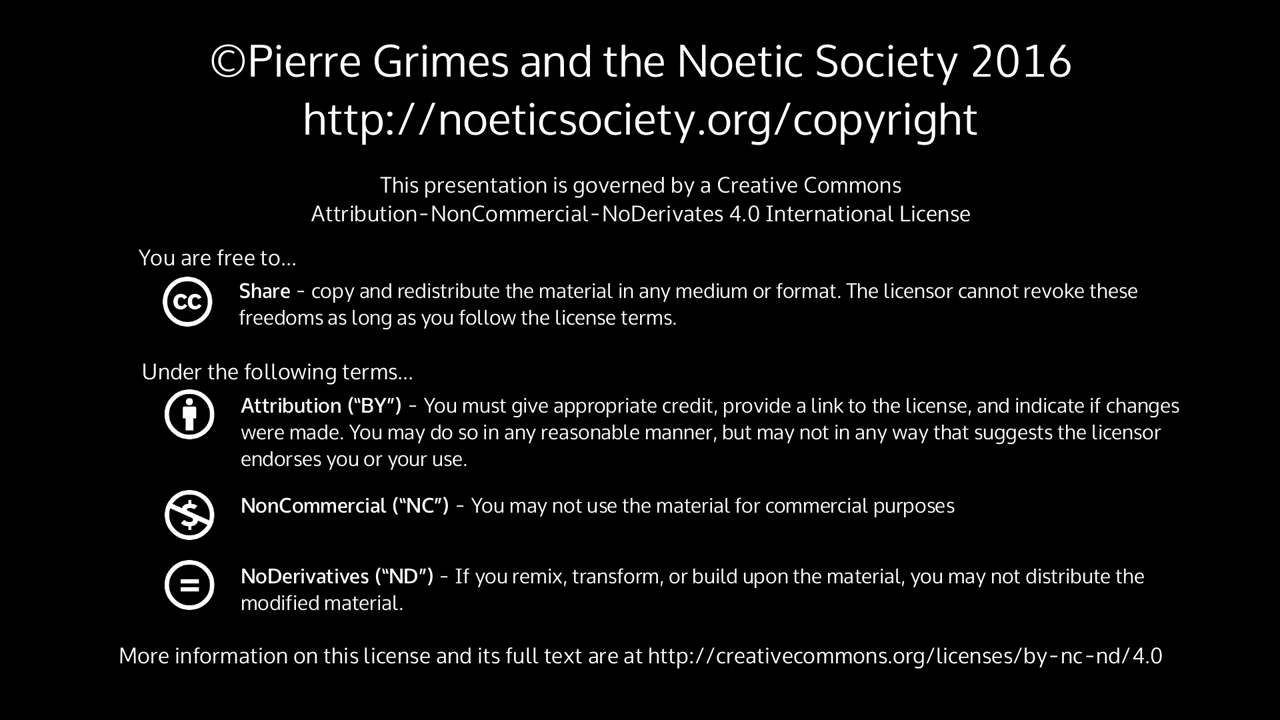 ©Pierre Grimes and the Noetic Society 2016
http://noeticsociety.org/copyright
This presentation is governed by a Creative Commons
Attribution-NonCommercial-NoDerivates 4.0 International License
You are free to...
cc
Share - copy and redistribute the material in any medium or format. The licensor cannot revoke these
freedoms as long as you follow the license terms.
Under the following terms...
Attribution (“BY”) - You must give appropriate credit, provide a link to the license, and indicate if changes
were made. You may do so in any reasonable manner, but may not in any way that suggests the licensor
endorses you or your use.
$
NonCommercial (“NC”) - You may not use the material for commercial purposes
=
NoDerivatives (“ND”) - If you remix, transform, or build upon the material, you may not distribute the
modified material.
More information on this license and its full text are at http://creativecommons.org/licenses/by-nc-nd/4.0